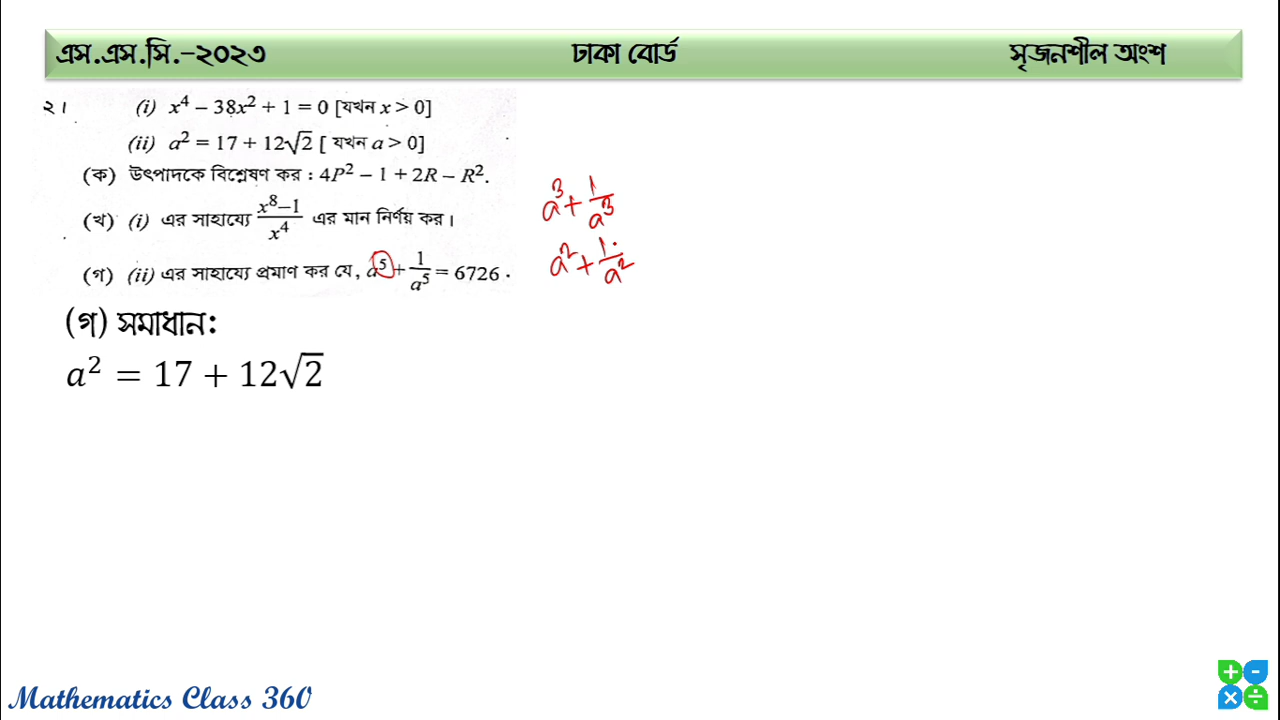 এস.এস.সি.-২০২৩ ঢাকা বোর্ড সৃজনশীল অংশ
২। (i) x⁴ – 38x² + 1 = 0 [যখন x > 0]
(ii) a² = 17 + 12√2 [ যখন a > 0]
(ক) উৎপাদকে বিশ্লেষণ কর : 4P² – 1 + 2R – R².
(খ) (i) এর সাহায্যে (x⁸–1)/x⁴ এর মান নির্ণয় কর।
(গ) (ii) এর সাহায্যে প্রমাণ কর যে, a⁵ + 1/a⁵ = 6726 .
a³ + 1/a³
a² + 1/a²
(গ) সমাধান:
a² = 17 + 12√2
Mathematics Class 360
+ - × ÷